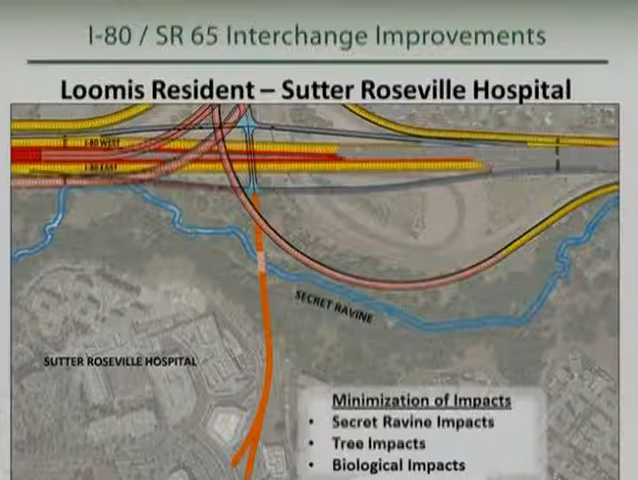 I-80 / SR 65 Interchange Improvements
Loomis Resident – Sutter Roseville Hospital
I-80 WEST
I-80 EAST
SECRET RAVINE
SUTTER ROSEVILLE HOSPITAL
Minimization of Impacts
• Secret Ravine Impacts
• Tree Impacts
• Biological Impacts